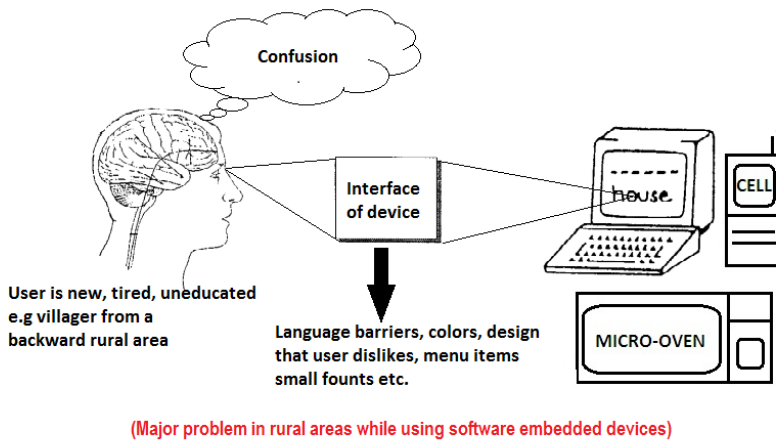 Confusion
Interface
of device
house
CELL
User is new, tired, uneducated
e.g villager from a
backward rural area
Language barriers, colors, design
that user dislikes, menu items
small founts etc.
MICRO-OVEN
(Major problem in rural areas while using software embedded devices)